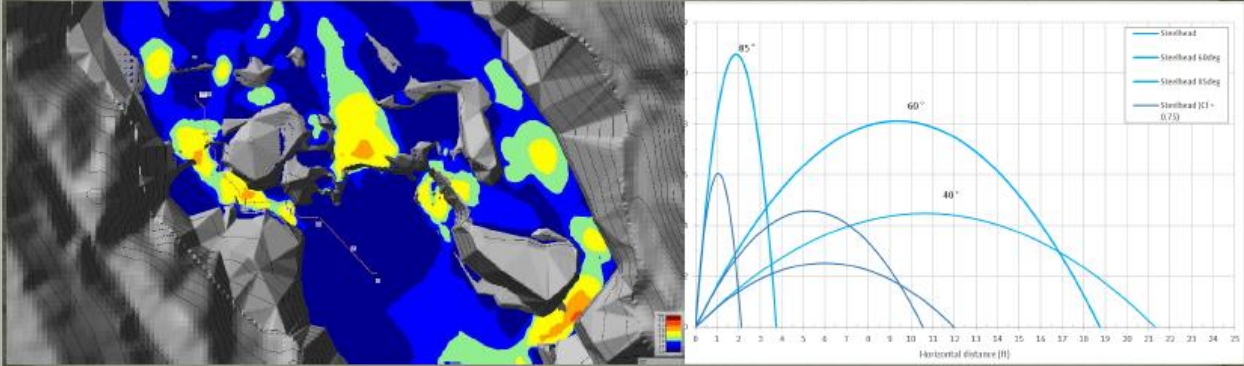 85°
60°
40°
Steelhead
Steelhead 60deg
Steelhead 85deg
Steelhead (Cf =
0.75)
0 1 2 3 4 5 6 7 8 9 10 11 12 13 14 15 16 17 18 19 20 21 22 23 24 25
Horizontal distance (ft)